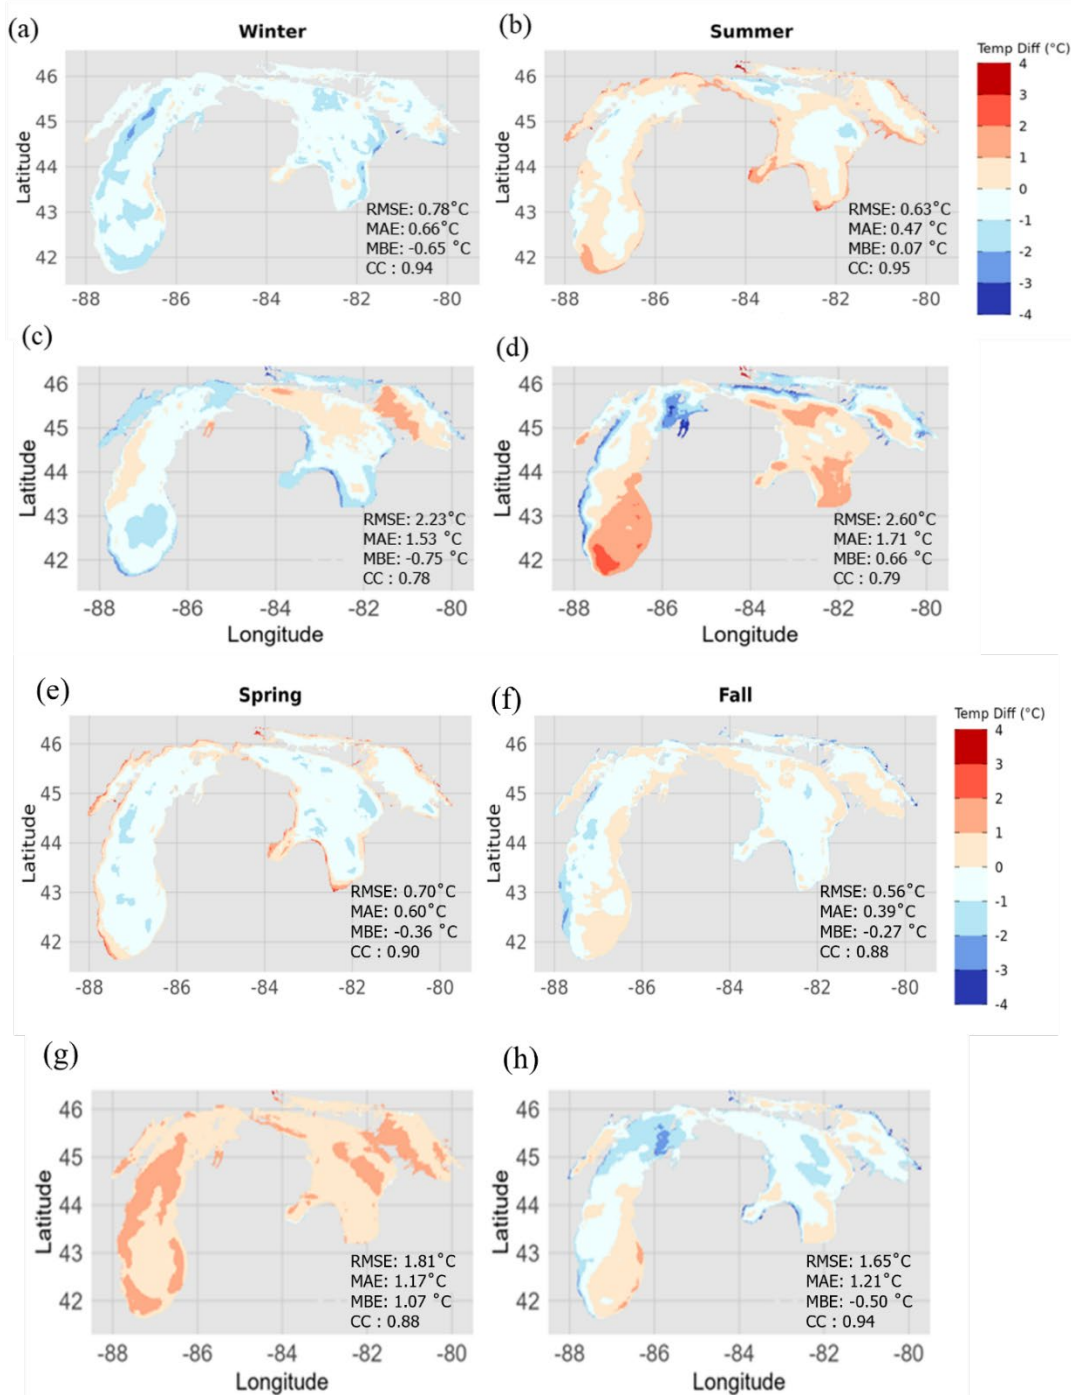 (a)
Winter
(b)
Summer
Temp Diff (°C)
4
3
2
1
0
-1
-2
-3
-4
Latitude
46
45
44
43
42
RMSE: 0.78°C
MAE: 0.66°C
MBE: -0.65 °C
CC : 0.94
-88
-86
-84
-82
-80
Latitude
46
45
44
43
42
RMSE: 0.63°C
MAE: 0.47 °C
MBE: 0.07 °C
CC: 0.95
-88
-86
-84
-82
-80
(c)
Latitude
46
45
44
43
42
RMSE: 2.23°C
MAE: 1.53 °C
MBE: -0.75 °C
CC : 0.78
-88
-86
-84
-82
-80
Longitude
(d)
Latitude
46
45
44
43
42
RMSE: 2.60°C
MAE: 1.71 °C
MBE: 0.66 °C
CC : 0.79
-88
-86
-84
-82
-80
Longitude
(e)
Spring
(f)
Fall
Temp Diff (°C)
4
3
2
1
0
-1
-2
-3
-4
Latitude
46
45
44
43
42
RMSE: 0.70°C
MAE: 0.60°C
MBE: -0.36 °C
CC : 0.90
-88
-86
-84
-82
-80
Latitude
46
45
44
43
42
RMSE: 0.56°C
MAE: 0.39°C
MBE: -0.27 °C
CC : 0.88
-88
-86
-84
-82
-80
(g)
Latitude
46
45
44
43
42
RMSE: 1.81°C
MAE: 1.17°C
MBE: 1.07 °C
CC : 0.88
-88
-86
-84
-82
-80
Longitude
(h)
Latitude
46
45
44
43
42
RMSE: 1.65°C
MAE: 1.21°C
MBE: -0.50 °C
CC : 0.94
-88
-86
-84
-82
-80
Longitude